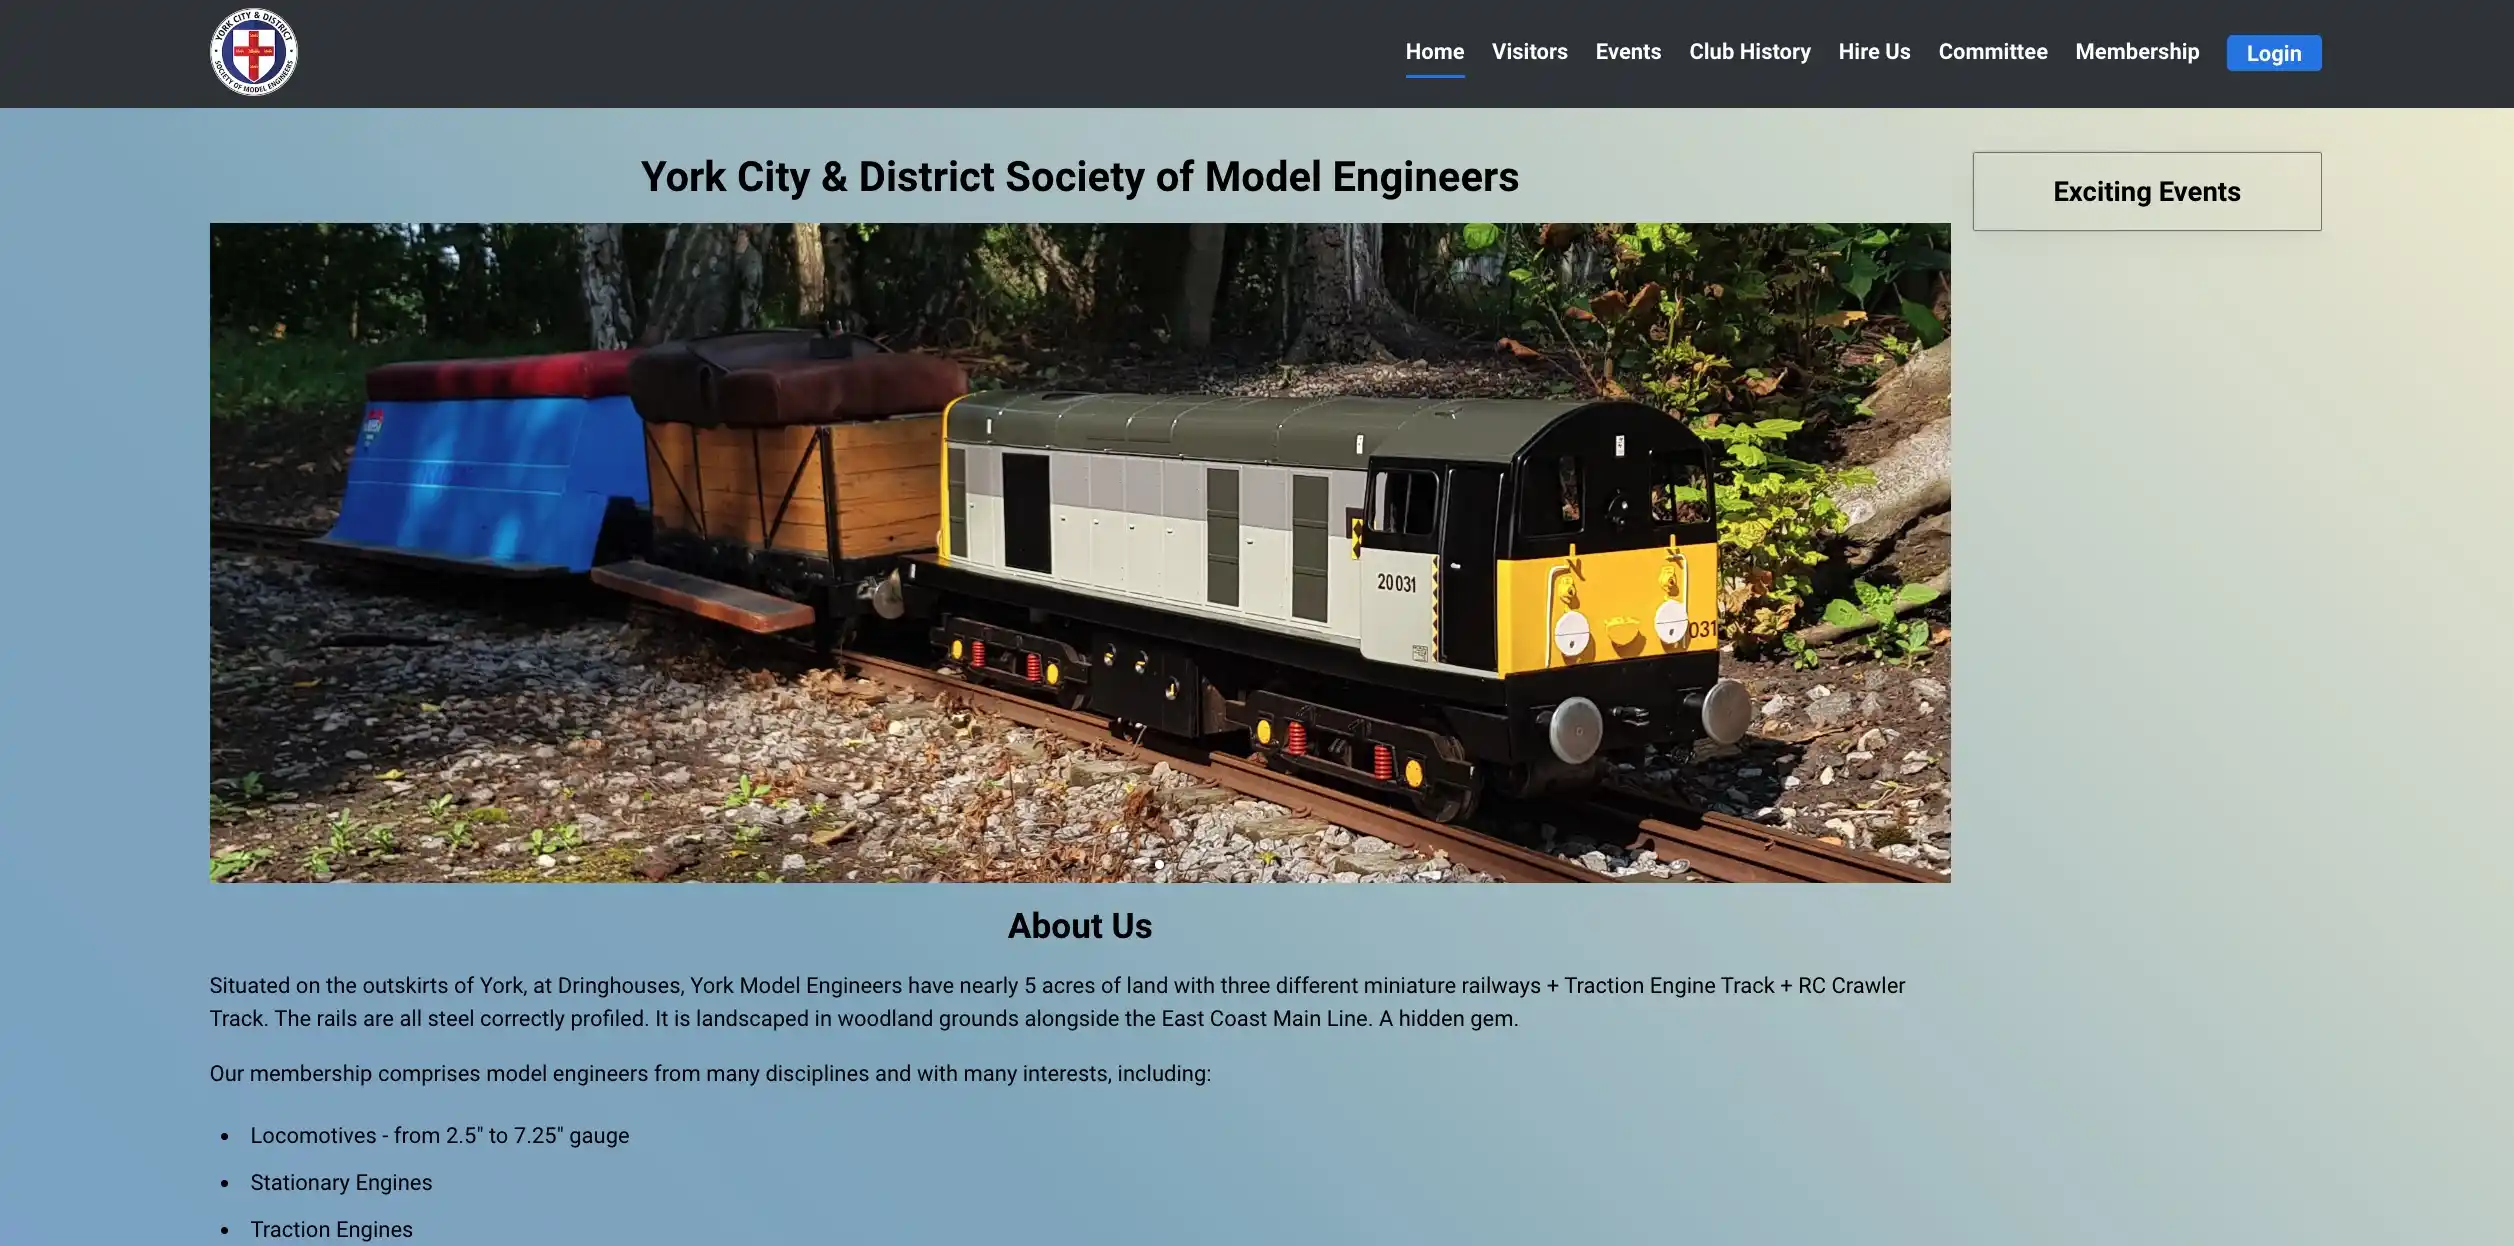 YORK CITY & DISTRICT
SOCIETY OF MODEL ENGINEERS
Home
Visitors
Events
Club History
Hire Us
Committee
Membership
Login
York City & District Society of Model Engineers
Exciting Events
20 031
031
About Us
Situated on the outskirts of York, at Dringhouses, York Model Engineers have nearly 5 acres of land with three different miniature railways + Traction Engine Track + RC Crawler
Track. The rails are all steel correctly profiled. It is landscaped in woodland grounds alongside the East Coast Main Line. A hidden gem.
Our membership comprises model engineers from many disciplines and with many interests, including:
• Locomotives - from 2.5" to 7.25" gauge
• Stationary Engines
• Traction Engines